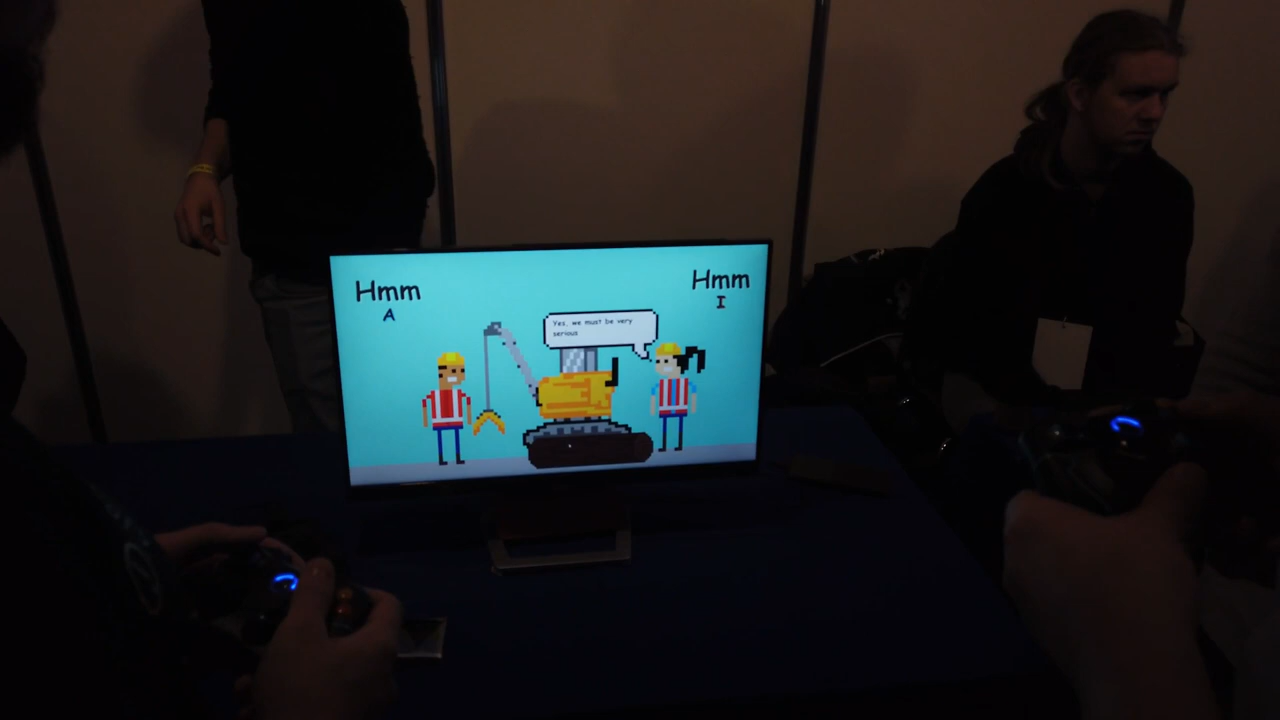 Hmm
A
Hmm
I
Yes, we must be very
serious